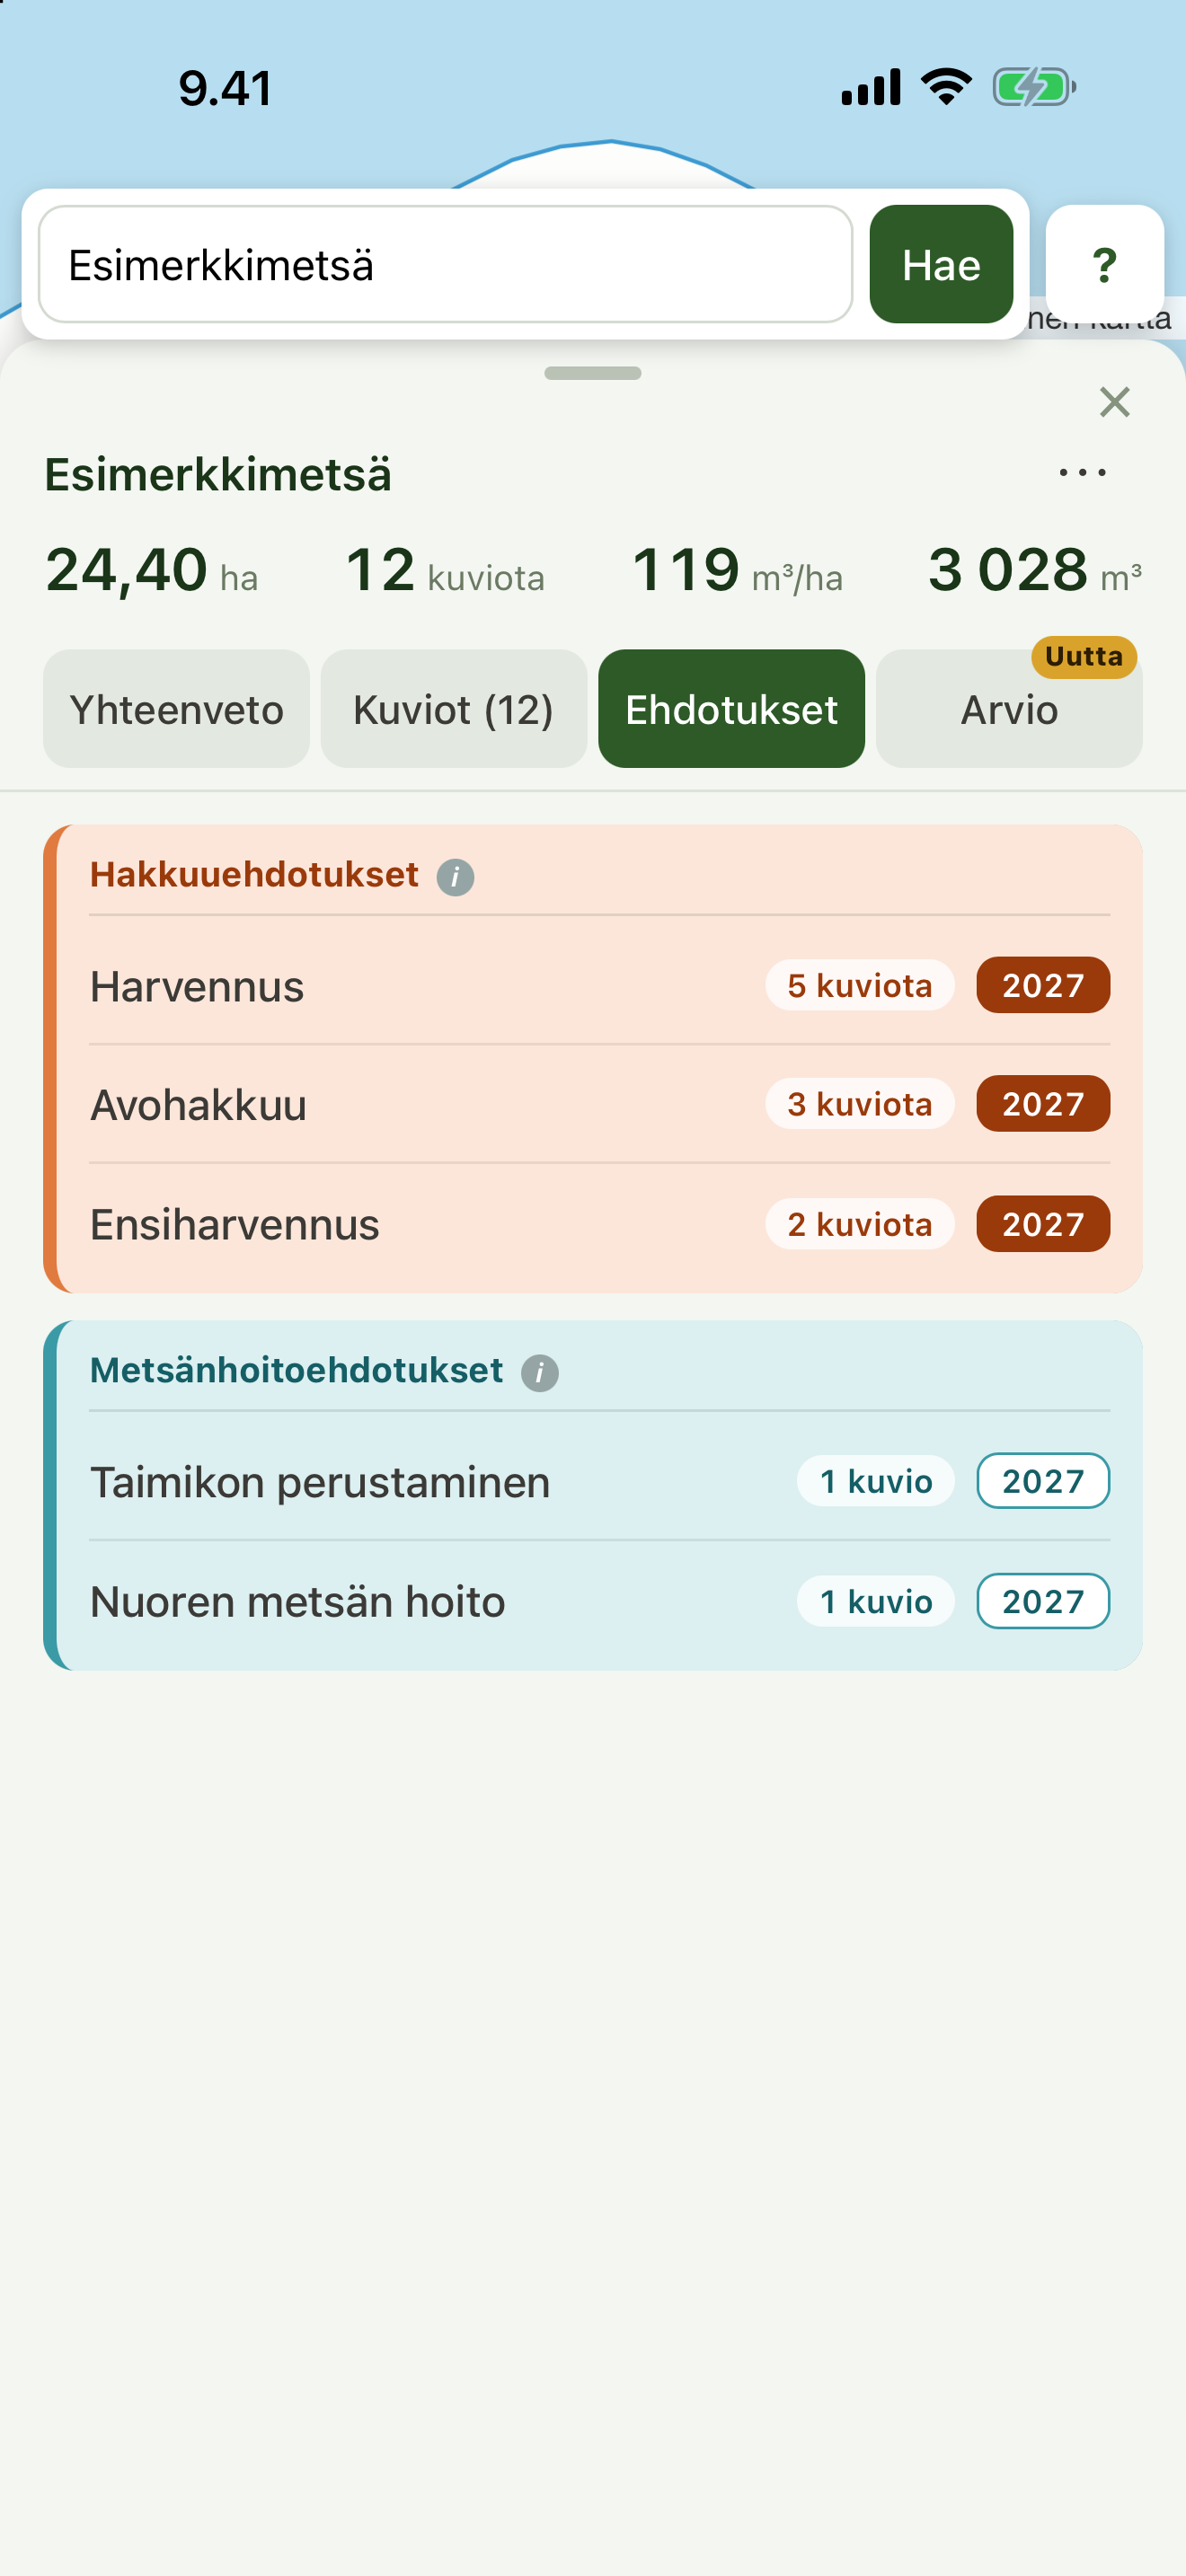 9.41
Esimerkkimetsä
Hae
?
Esimerkkimetsä
24,40 ha 12 kuviota 119 m³/ha 3 028 m³
Uutta
Yhteenveto Kuviot (12) Ehdotukset Arvio
Hakkuuehdotukset i
Harvennus 5 kuviota 2027
Avohakkuu 3 kuviota 2027
Ensiharvennus 2 kuviota 2027
Metsänhoitoehdotukset i
Taimikon perustaminen 1 kuvio 2027
Nuoren metsän hoito 1 kuvio 2027